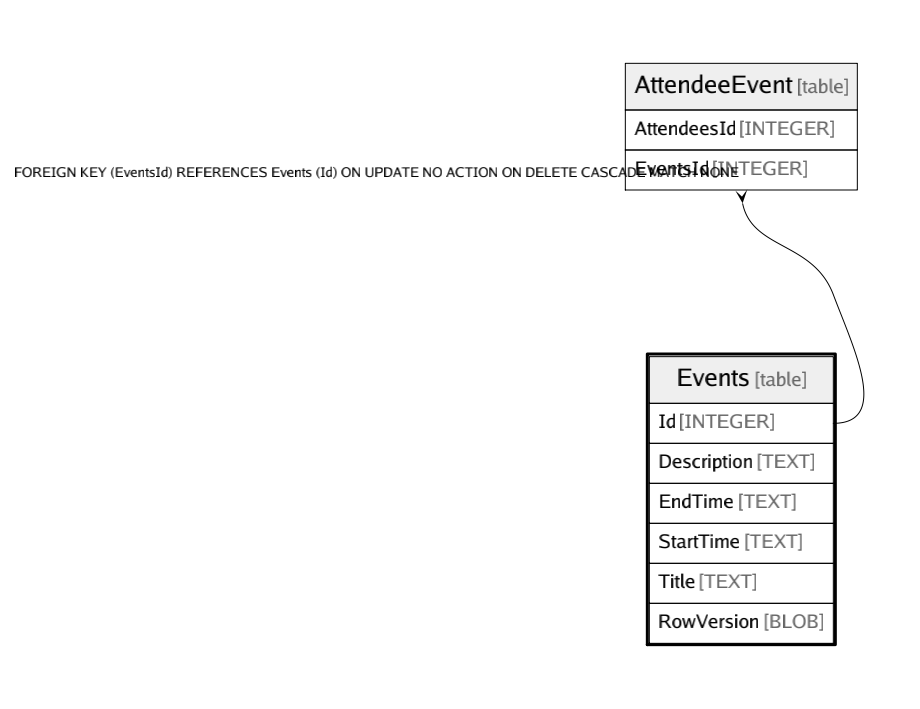 AttendeeEvent [table]
AttendeesId [INTEGER]
FOREIGN KEY (EventsId) REFERENCES Events (Id) ON UPDATE NO ACTION ON DELETE CASCADE MATCH NONE
EventsId [INTEGER]
Events [table]
Id [INTEGER]
Description [TEXT]
EndTime [TEXT]
StartTime [TEXT]
Title [TEXT]
RowVersion [BLOB]